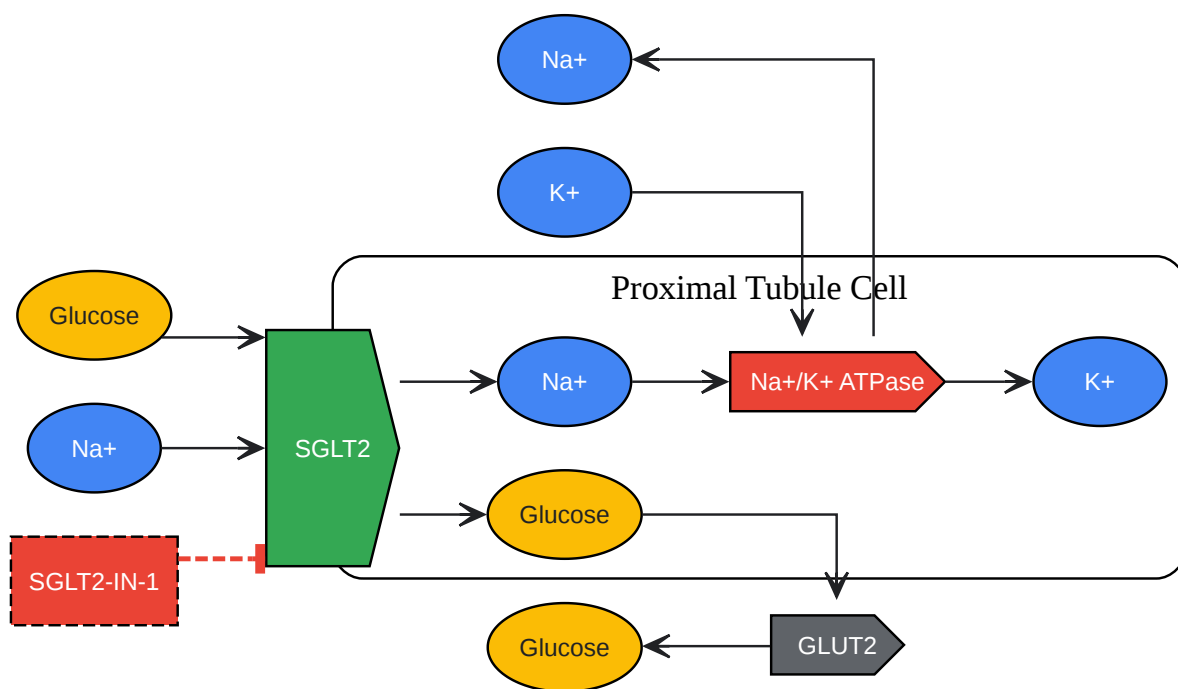 Na+
K+
Proximal Tubule Cell
Glucose
Na+
Na+/K+ ATPase
K+
Na+
SGLT2
Glucose
SGLT2-IN-1
Glucose
GLUT2